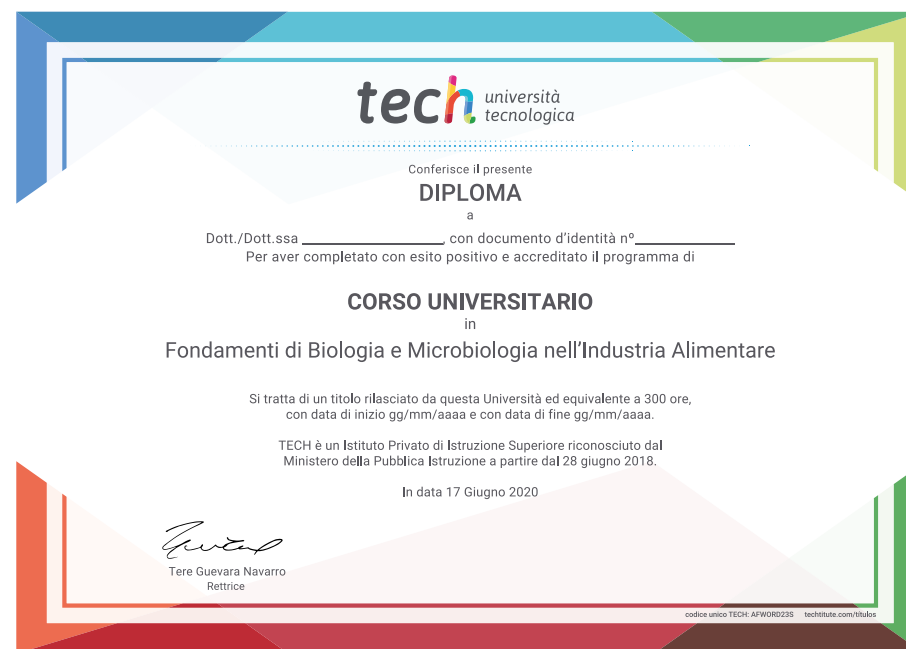 tech università
tecnologica
Conferisce il presente
DIPLOMA
a
Dott./Dott.ssa ____________________, con documento d'identità nº______________
Per aver completato con esito positivo e accreditato il programma di
CORSO UNIVERSITARIO
in
Fondamenti di Biologia e Microbiologia nell'Industria Alimentare
Si tratta di un titolo rilasciato da questa Università ed equivalente a 300 ore,
con data di inizio gg/mm/aaaa e con data di fine gg/mm/aaaa.
TECH è un Istituto Privato di Istruzione Superiore riconosciuto dal
Ministero della Pubblica Istruzione a partire dal 28 giugno 2018.
In data 17 Giugno 2020
Tere Guevara Navarro
Rettrice
codice unico TECH: AFWORD23S techtitute.com/titulos